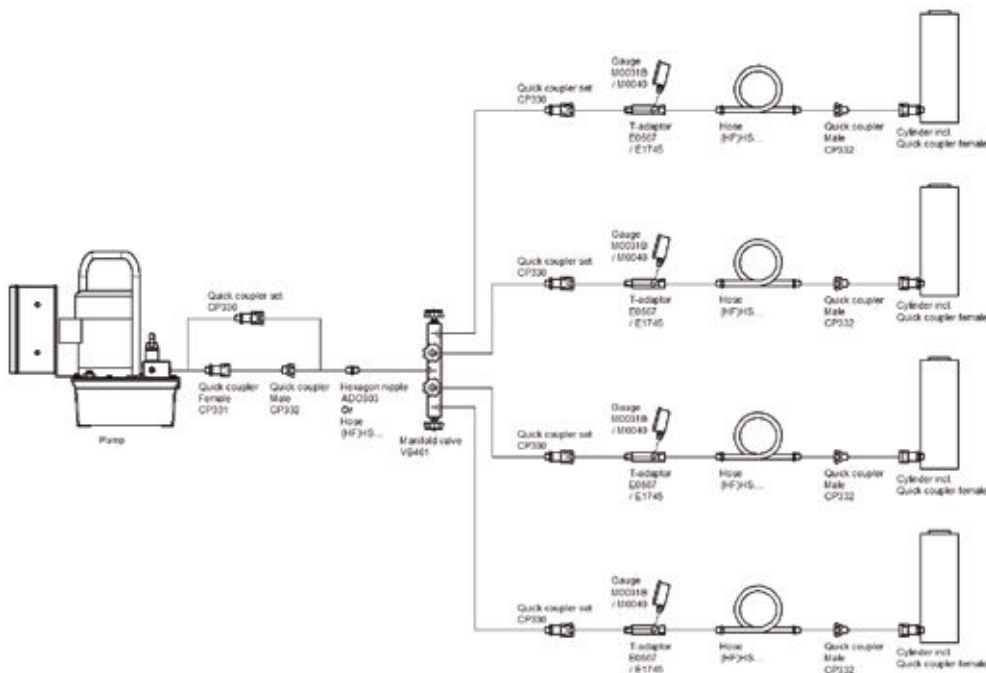 Gauge
M0031B
/ M0040
Quick coupler set
CP330
T-adaptor
E0567
/ E1745
Hose
(HF)HS...
Quick coupler
Male
CP332
Cylinder incl.
Quick coupler female
Gauge
M0031B
/ M0040
Quick coupler set
CP330
T-adaptor
E0567
/ E1745
Hose
(HF)HS...
Quick coupler
Male
CP332
Cylinder incl.
Quick coupler female
Quick coupler set
CP330
Quick coupler
Female
CP331
Quick coupler
Male
CP332
Hexagon nipple
Or
Hose
(HF)HS...
Manifold valve
Pump
Gauge
M0031B
/ M0040
Quick coupler set
CP330
T-adaptor
E0567
/ E1745
Hose
(HF)HS...
Quick coupler
Male
CP332
Cylinder incl.
Quick coupler female
Gauge
M0031B
/ M0040
Quick coupler set
CP330
T-adaptor
E0567
/ E1745
Hose
(HF)HS...
Quick coupler
Male
CP332
Cylinder incl.
Quick coupler female